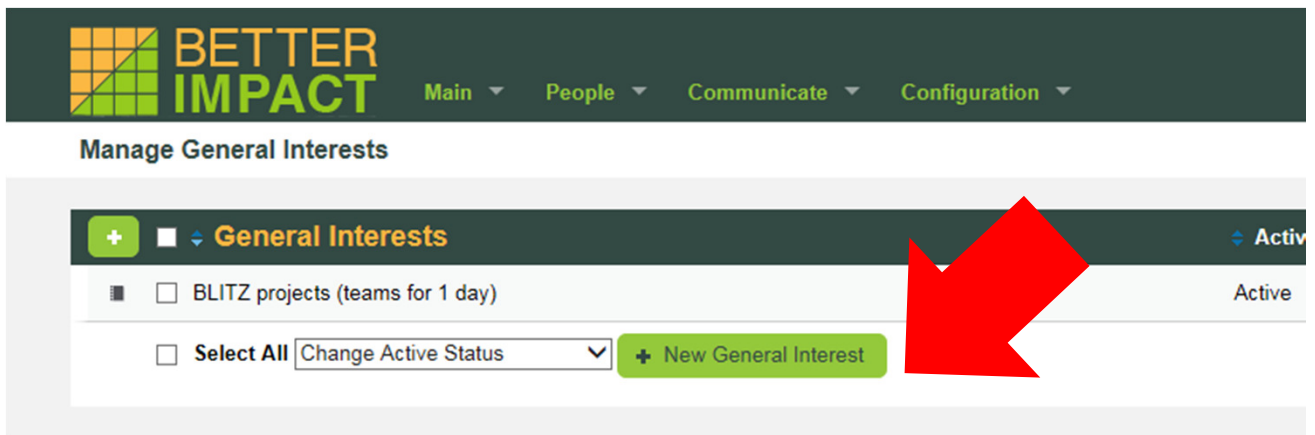 BETTER
IMPACT
Main People Communicate Configuration
Manage General Interests
+ General Interests Activ
BLITZ projects (teams for 1 day) Active
Select All Change Active Status + New General Interest